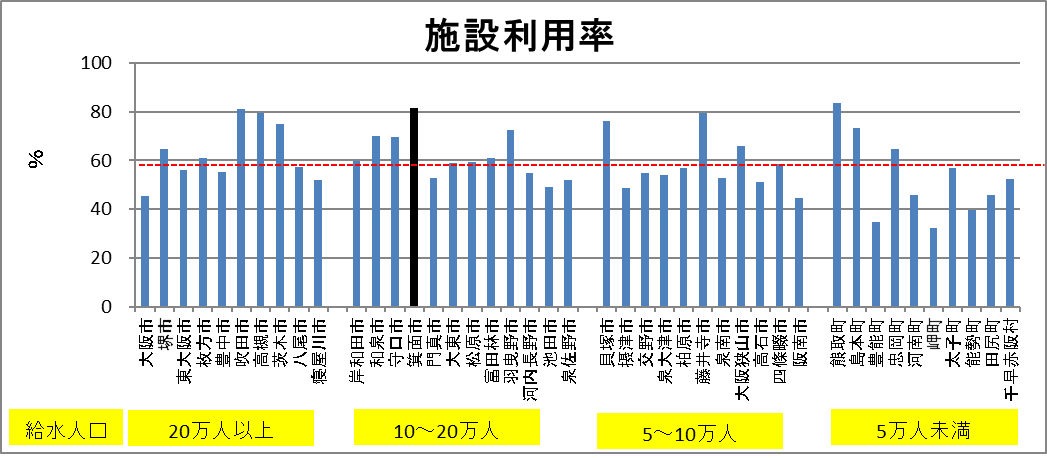 施設利用率
%
100
80
60
40
20
0
大阪市
堺市
東大阪市
枚方市
豊中市
吹田市
高槻市
茨木市
八尾市
寝屋川市
岸和田市
和泉市
守口市
箕面市
門真市
大東市
松原市
富田林市
羽曳野市
河内長野市
池田市
泉佐野市
貝塚市
摂津市
交野市
泉大津市
柏原市
藤井寺市
泉南市
大阪狭山市
高石市
四條畷市
阪南市
熊取町
島本町
豊能町
忠岡町
河南町
岬町
太子町
能勢町
田尻町
千早赤阪村
給水人口
20万人以上
10～20万人
5～10万人
5万人未満